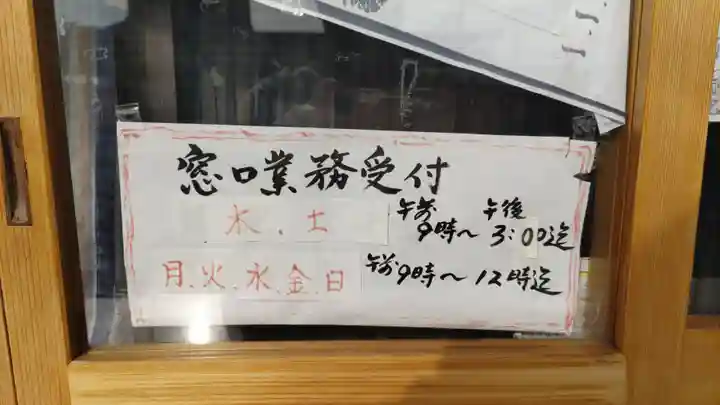 窓口業務受付
木.土 午前9時〜 午後3:00迄
月.火.水.金.日 午前9時〜12時迄